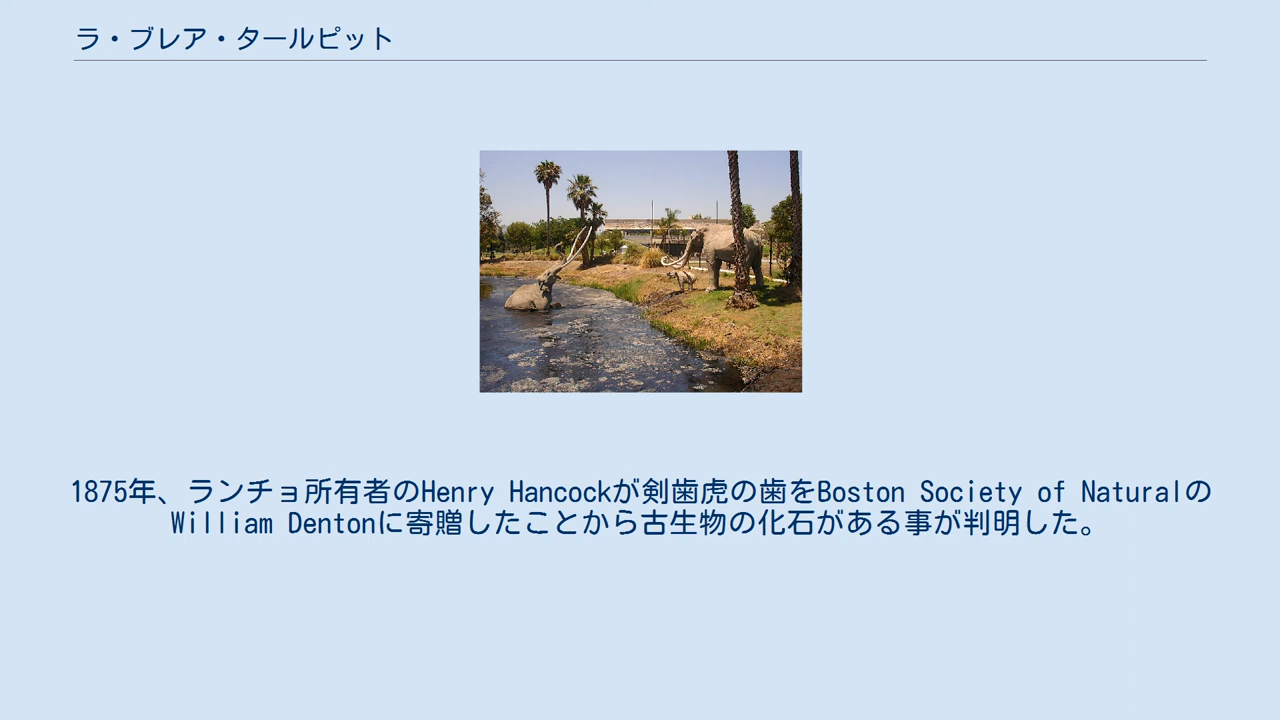 ラ・ブレア・タールピット
1875年、ランチョ所有者のHenry Hancockが剣歯虎の歯をBoston Society of Naturalの
William Dentonに寄贈したことから古生物の化石がある事が判明した。